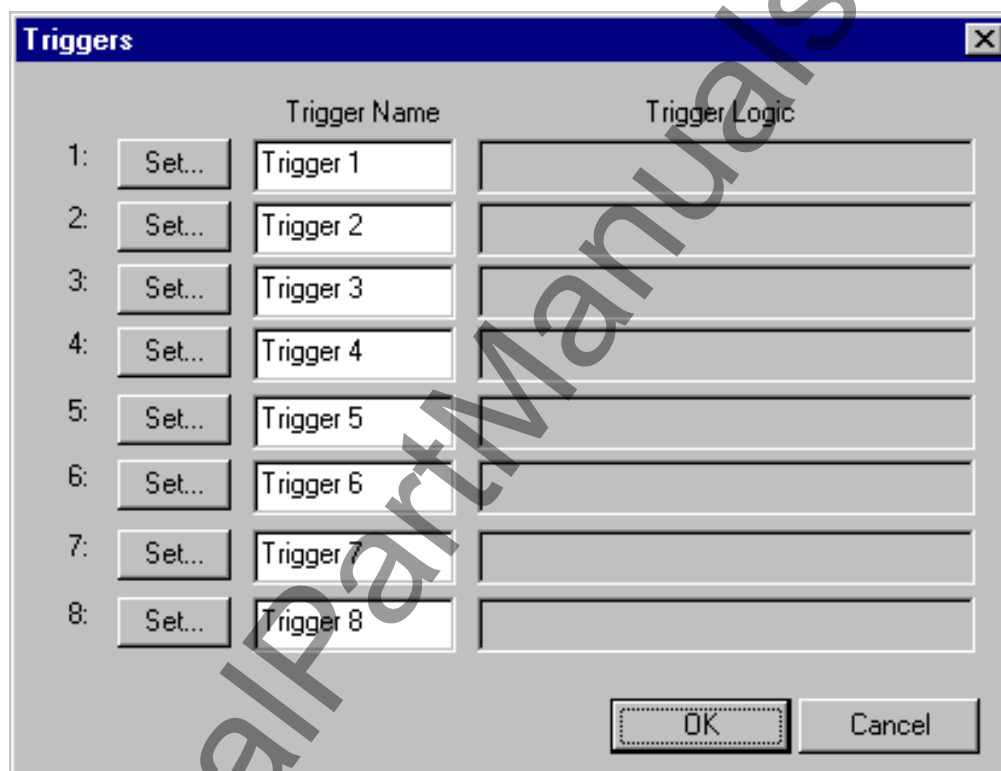 Triggers
Trigger Name Trigger Logic
1: Set... Trigger 1
2: Set... Trigger 2
3: Set... Trigger 3
4: Set... Trigger 4
5: Set... Trigger 5
6: Set... Trigger 6
7: Set... Trigger 7
8: Set... Trigger 8
OK Cancel
alPartManuals